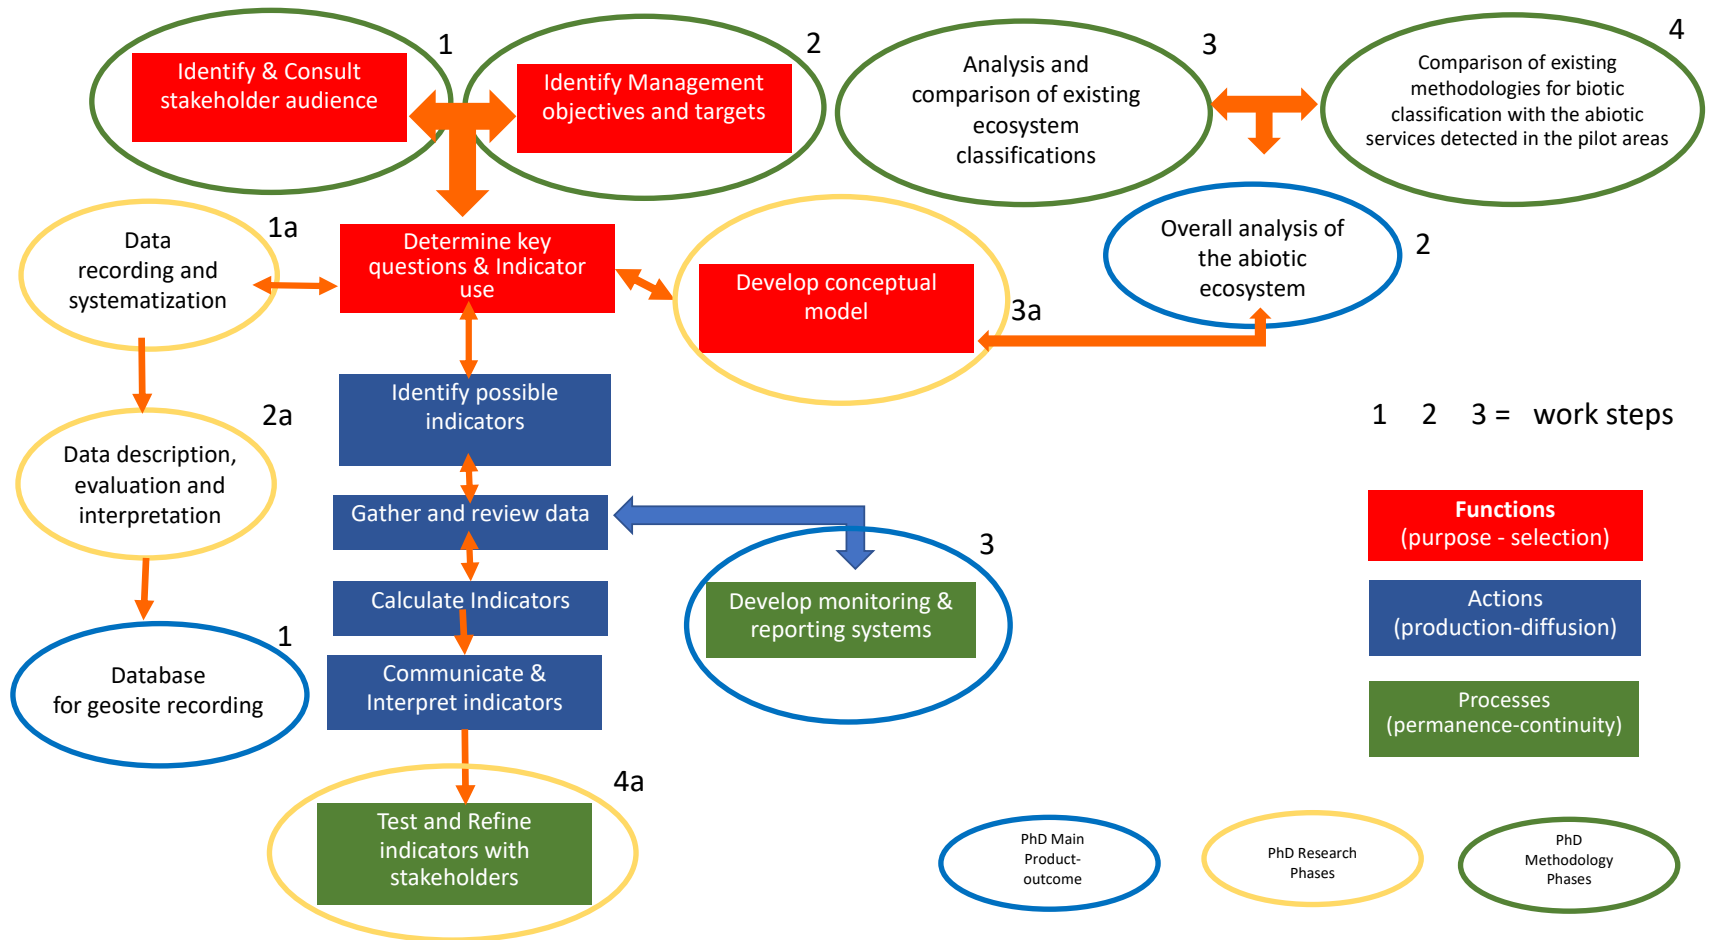 1
Identify & Consult
stakeholder audience
2
Identify Management
objectives and targets
3
Analysis and
comparison of existing
ecosystem
classifications
4
Comparison of existing
methodologies for biotic
classification with the abiotic
services detected in the pilot areas
1a
Data
recording and
systematization
Determine key
questions & Indicator
use
Develop conceptual
model
3a
Overall analysis of
the abiotic
ecosystem
2
Identify possible
indicators
2a
Data description,
evaluation and
interpretation
Gather and review data
3
Develop monitoring &
reporting systems
Calculate Indicators
1
Database
for geosite recording
Communicate &
Interpret indicators
4a
Test and Refine
indicators with
stakeholders
1 2 3 = work steps
Functions
(purpose - selection)
Actions
(production-diffusion)
Processes
(permanence-continuity)
PhD Main
Product-
outcome
PhD Research
Phases
PhD
Methodology
Phases